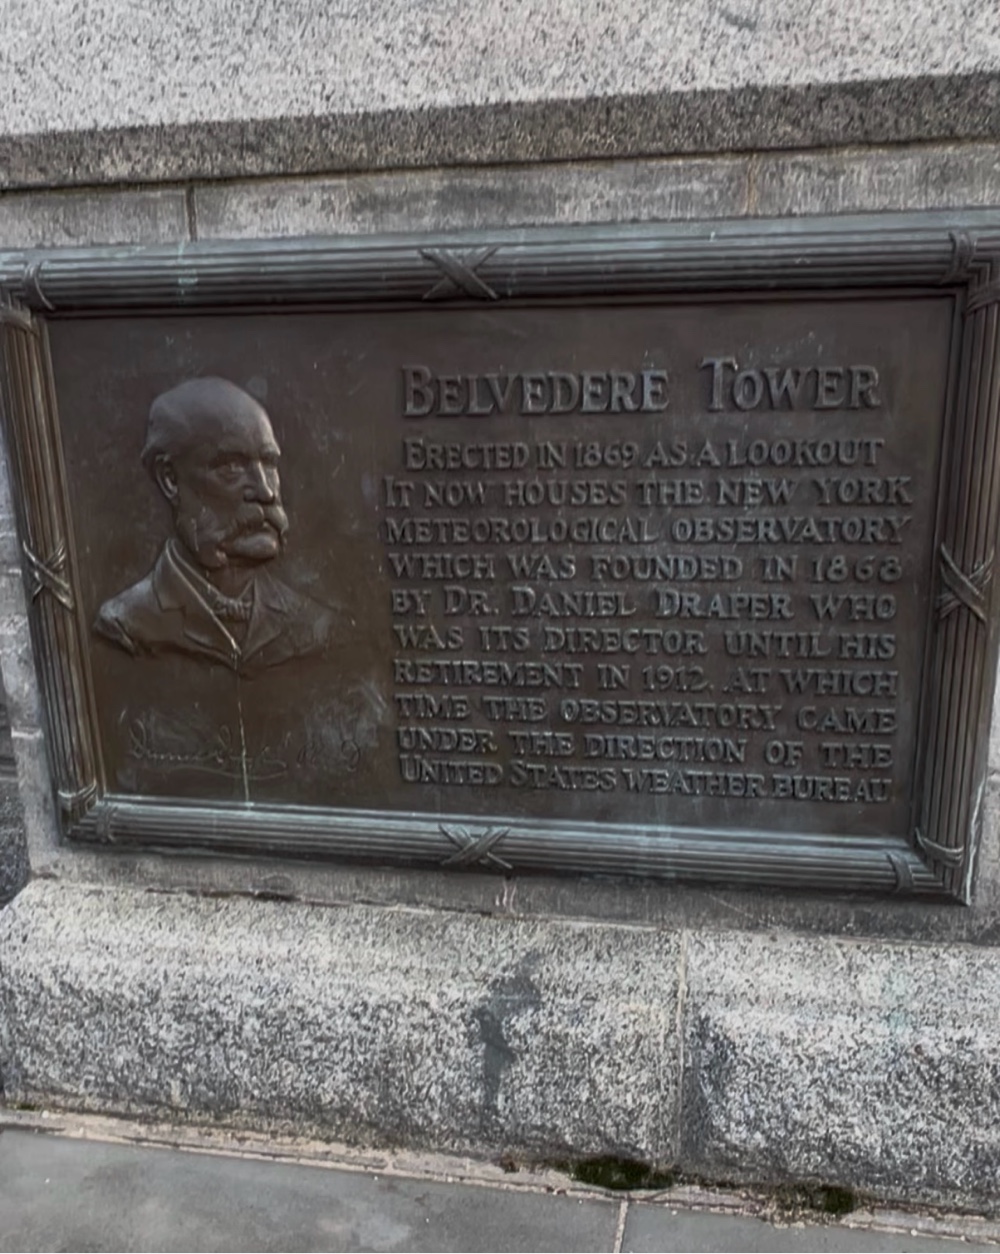 BELVEDERE TOWER
ERECTED IN 1869 AS A LOOKOUT
IT NOW HOUSES THE NEW YORK
METEOROLOGICAL OBSERVATORY
WHICH WAS FOUNDED IN 1868
BY DR. DANIEL DRAPER WHO
WAS ITS DIRECTOR UNTIL HIS
RETIREMENT IN 1912. AT WHICH
TIME THE OBSERVATORY CAME
UNDER THE DIRECTION OF THE
UNITED STATES WEATHER BUREAU